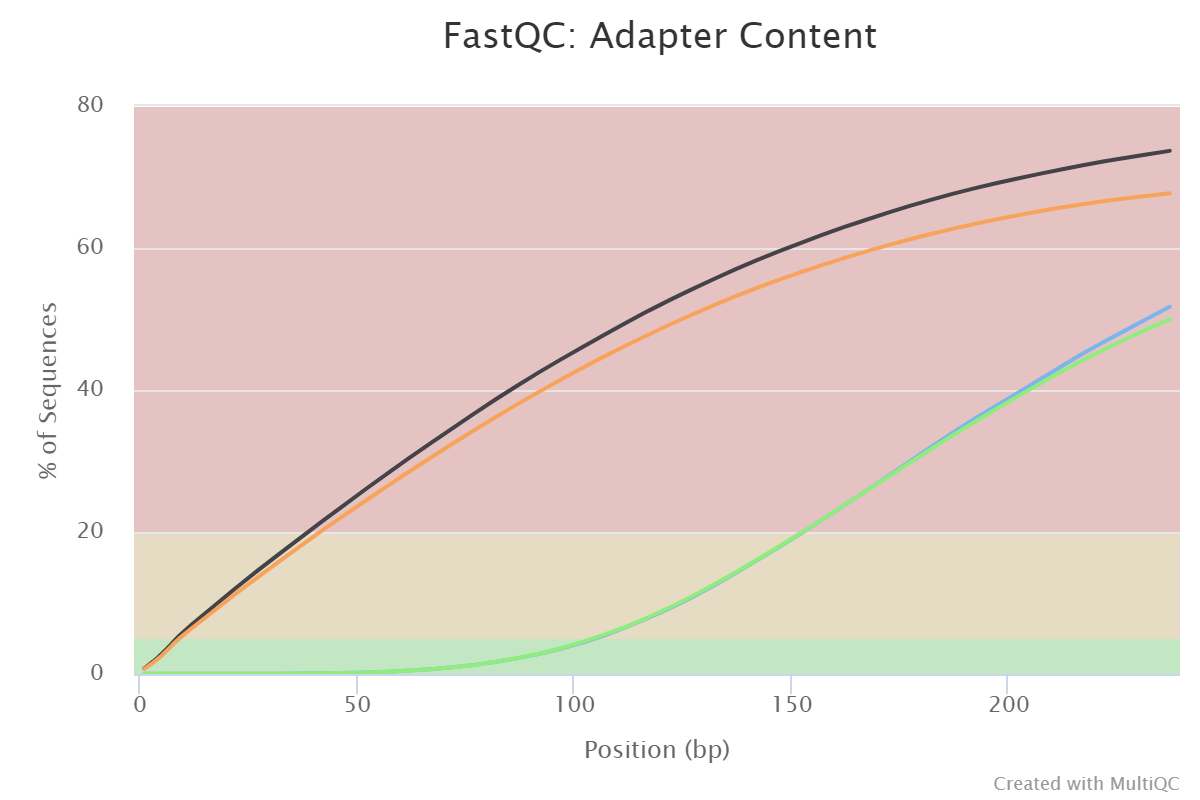 FastQC: Adapter Content
80
60
40
20
0
% of Sequences
0 50 100 150 200
Position (bp)
Created with MultiQC